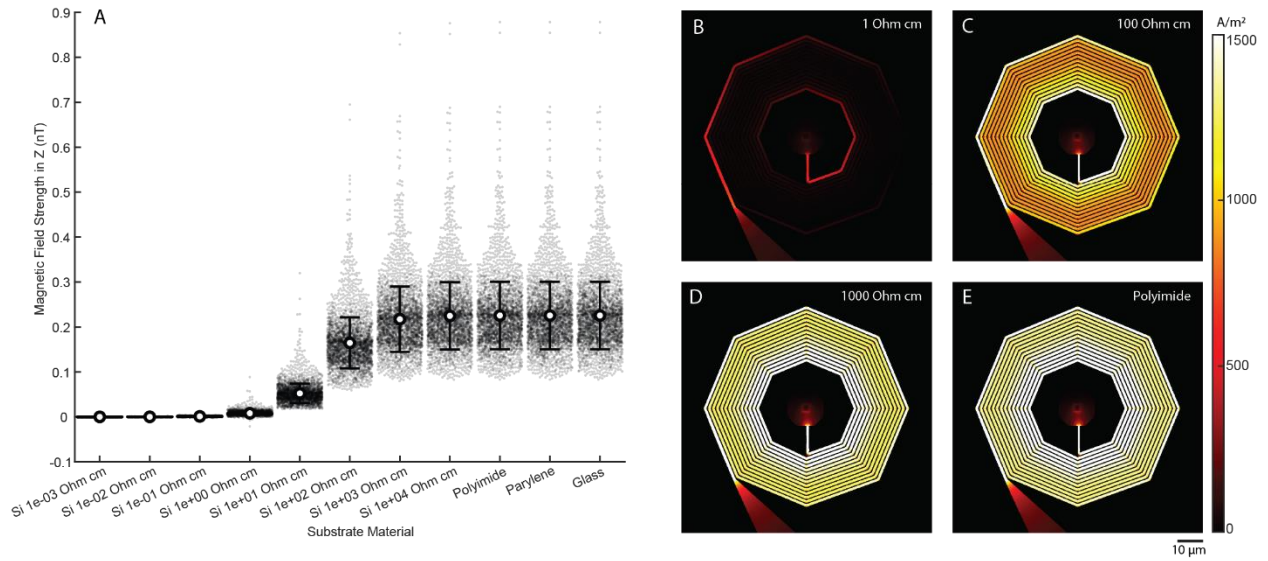 A
0.9
0.8
0.7
0.6
0.5
0.4
0.3
0.2
0.1
0
-0.1
Magnetic Field Strength in Z (nT)
Si 1e-03 Ohm cm
Si 1e-02 Ohm cm
Si 1e-01 Ohm cm
Si 1e+00 Ohm cm
Si 1e+01 Ohm cm
Si 1e+02 Ohm cm
Si 1e+03 Ohm cm
Si 1e+04 Ohm cm
Polyimide
Parylene
Glass
Substrate Material
B
1 Ohm cm
C
100 Ohm cm
D
1000 Ohm cm
E
Polyimide
A/m²
1500
1000
500
0
10 µm